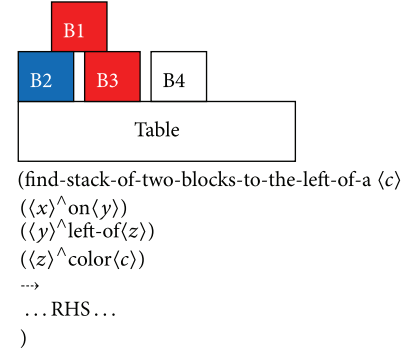 B1
B2 B3 B4
Table
(find-stack-of-two-blocks-to-the-left-of-a ⟨c⟩
(⟨x⟩^on⟨y⟩)
(⟨y⟩^left-of⟨z⟩)
(⟨z⟩^color⟨c⟩)
⤏
…RHS…
)